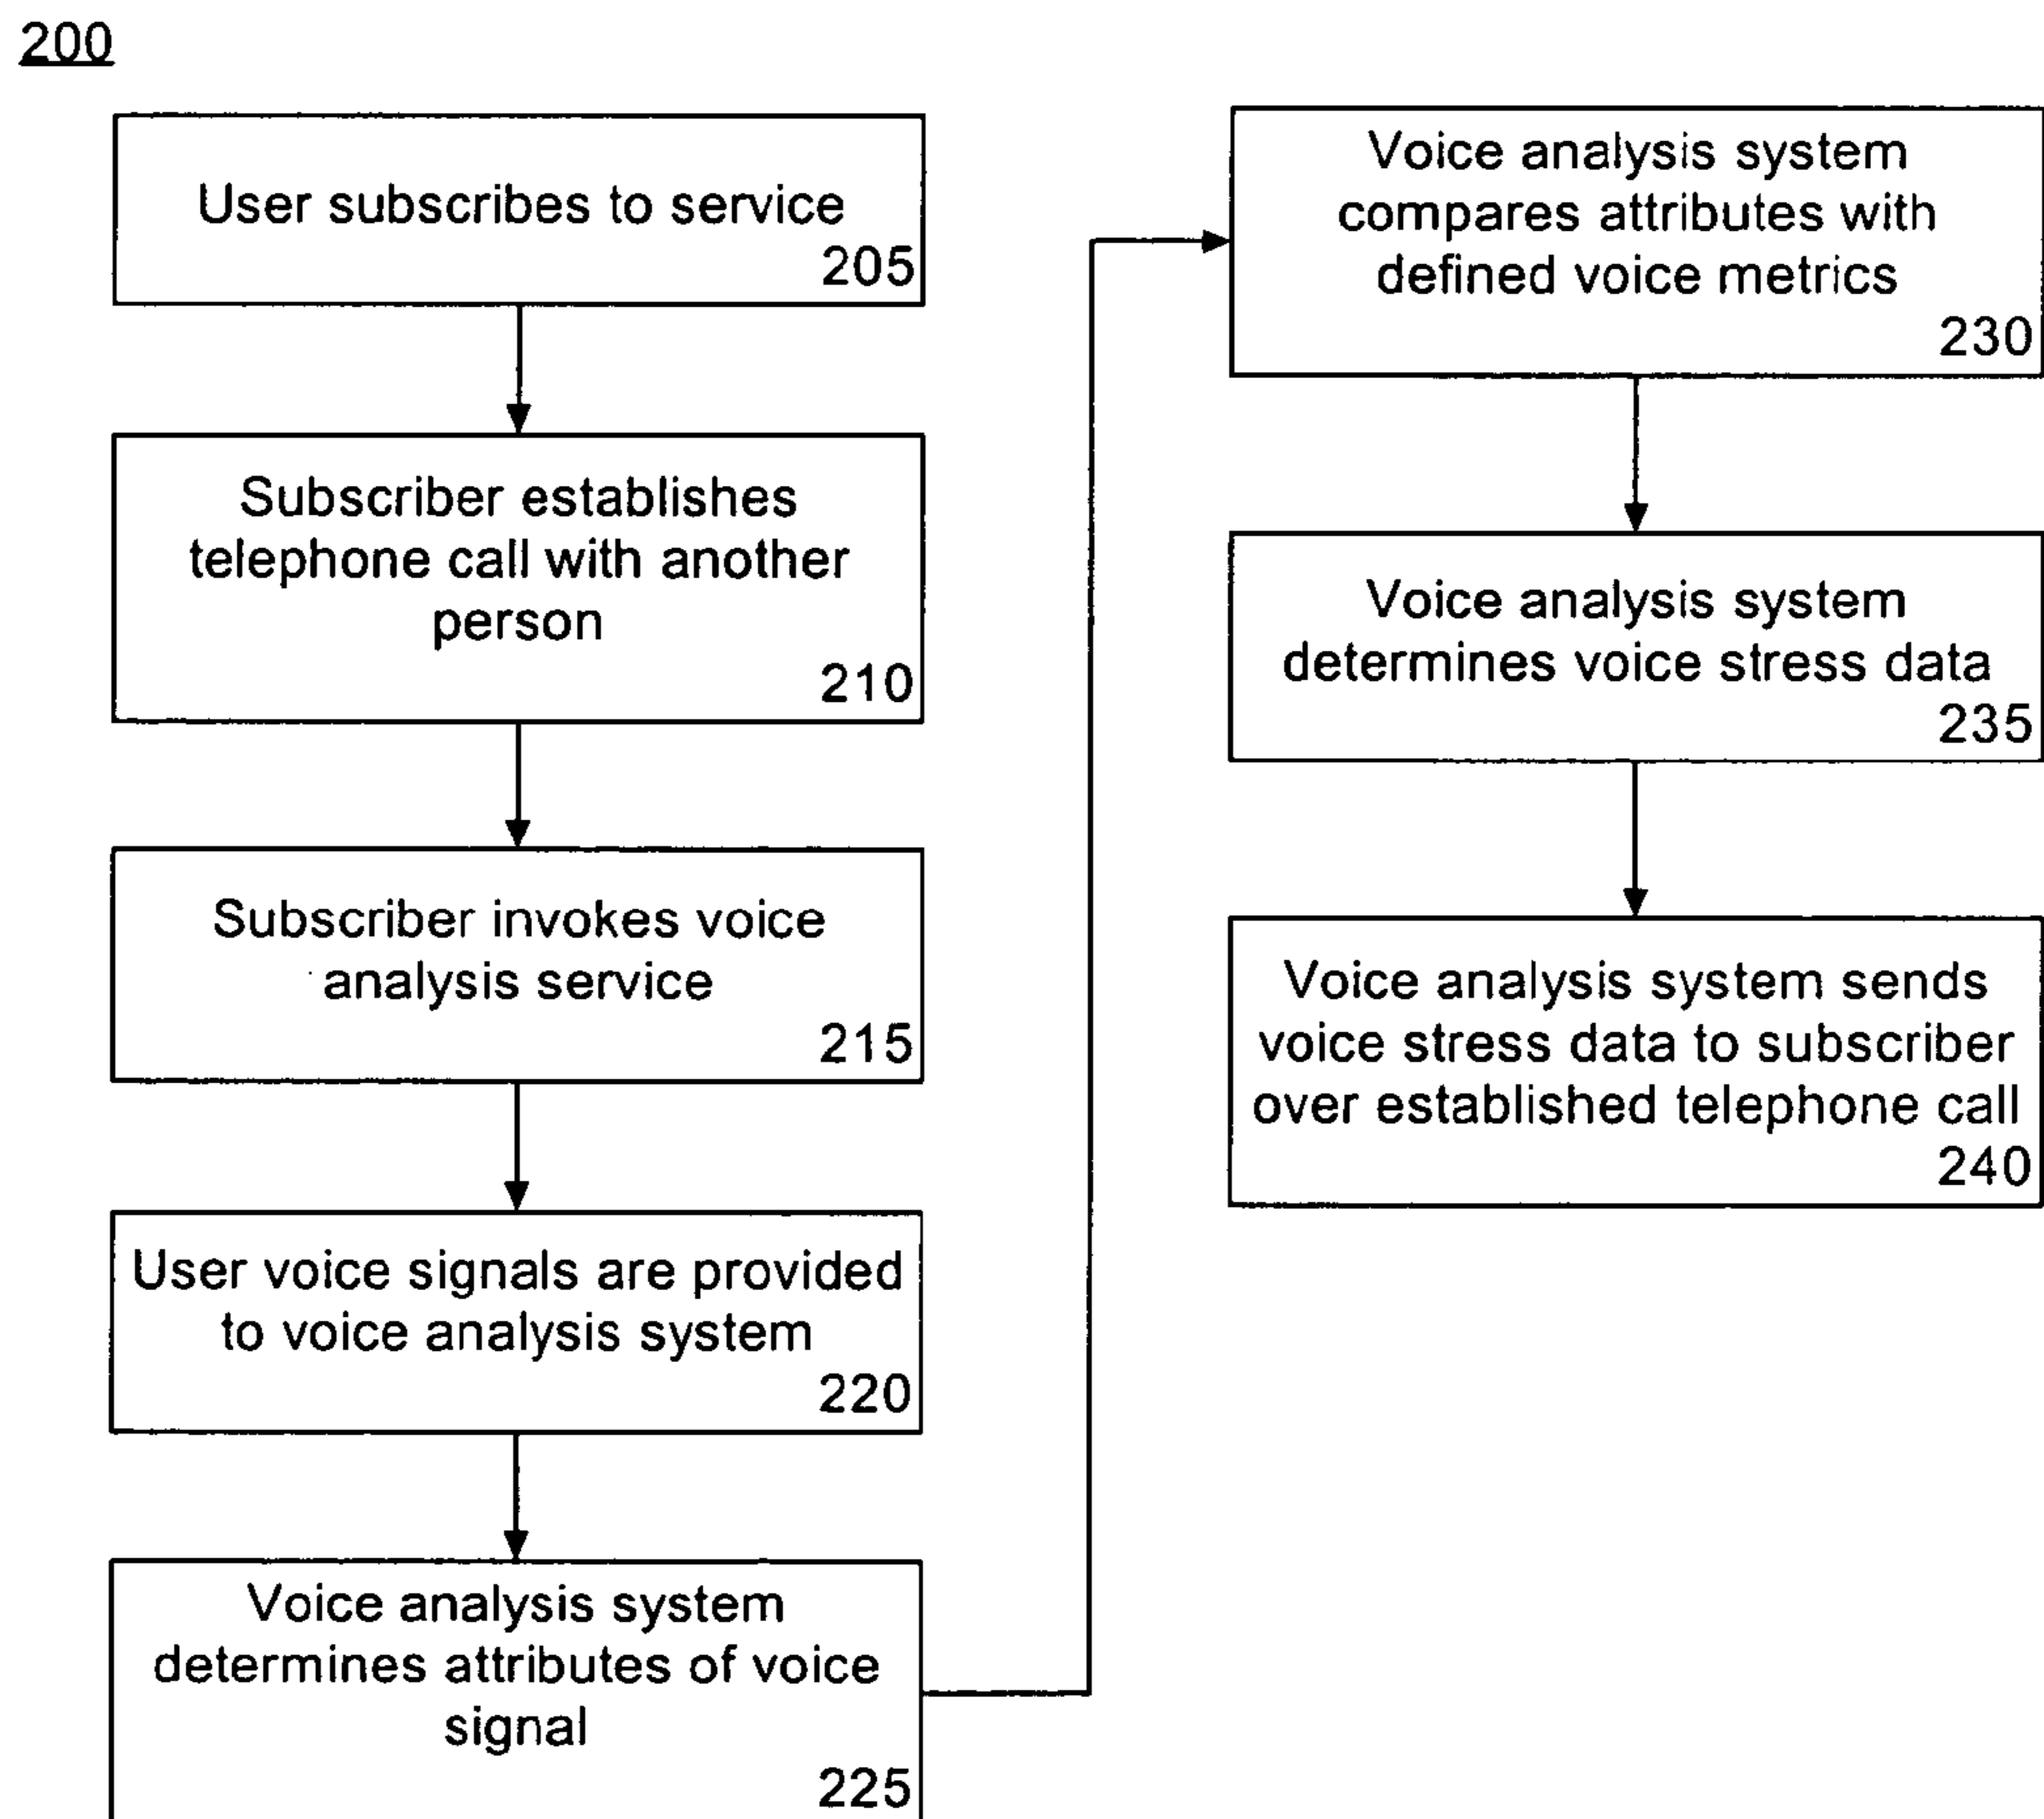 200
User subscribes to service
205
Subscriber establishes
telephone call with another
person
210
Subscriber invokes voice
analysis service
215
User voice signals are provided
to voice analysis system
220
Voice analysis system
determines attributes of voice
signal
225
Voice analysis system
compares attributes with
defined voice metrics
230
Voice analysis system
determines voice stress data
235
Voice analysis system sends
voice stress data to subscriber
over established telephone call
240